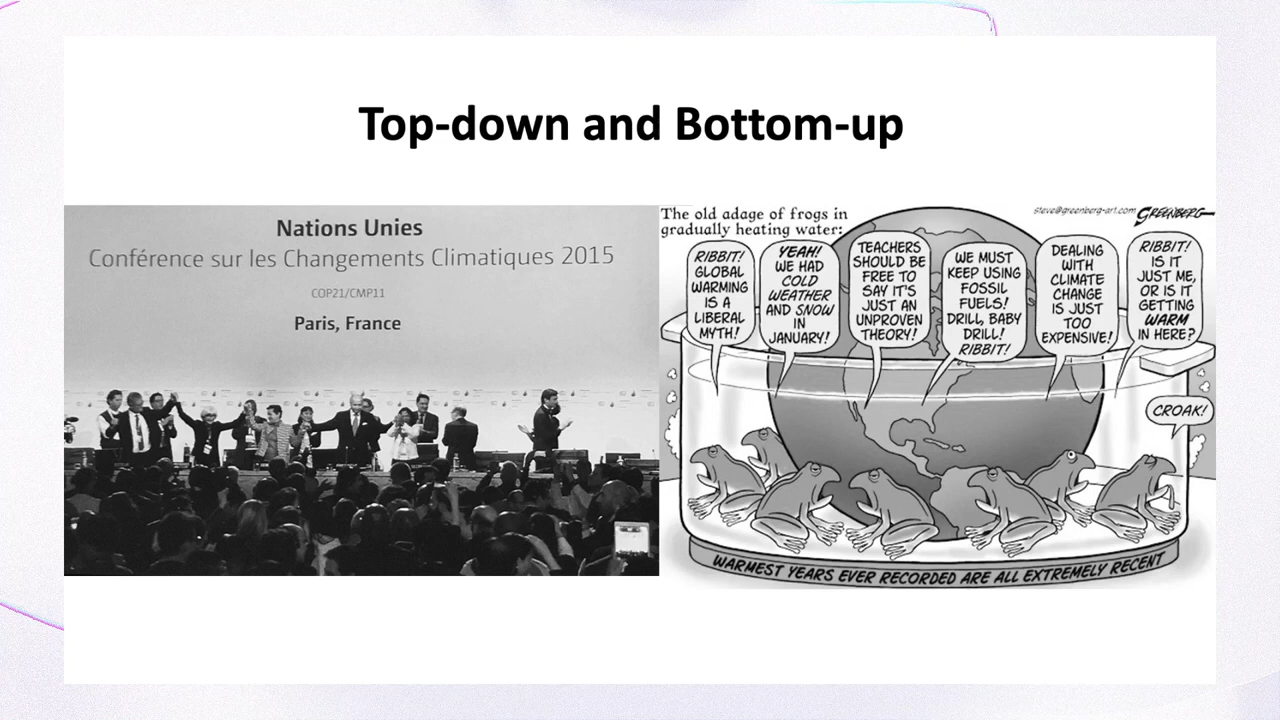 Top-down and Bottom-up
Nations Unies
Conférence sur les Changements Climatiques 2015
COP21/CMP11
Paris, France
The old adage of frogs in
gradually heating water:
steve@greenberg-art.com
GREENBERG
RIBBIT!
GLOBAL
WARMING
IS A
LIBERAL
MYTH!
YEAH!
WE HAD
COLD
WEATHER
AND SNOW
IN
JANUARY!
TEACHERS
SHOULD BE
FREE TO
SAY IT'S
JUST AN
UNPROVEN
THEORY!
WE MUST
KEEP USING
FOSSIL
FUELS!
DRILL, BABY
DRILL!
RIBBIT!
DEALING
WITH
CLIMATE
CHANGE
IS JUST
TOO
EXPENSIVE!
RIBBIT!
IS IT
JUST ME,
OR IS IT
GETTING
WARM
IN HERE?
CROAK!
WARMEST YEARS EVER RECORDED ARE ALL EXTREMELY RECENT